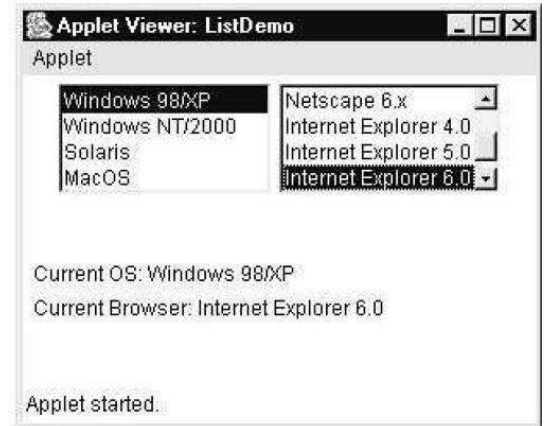 Applet Viewer: ListDemo
Applet
Windows 98/XP
Windows NT/2000
Solaris
MacOS
Netscape 6.x
Internet Explorer 4.0
Internet Explorer 5.0
Internet Explorer 6.0
Current OS: Windows 98/XP
Current Browser: Internet Explorer 6.0
Applet started.